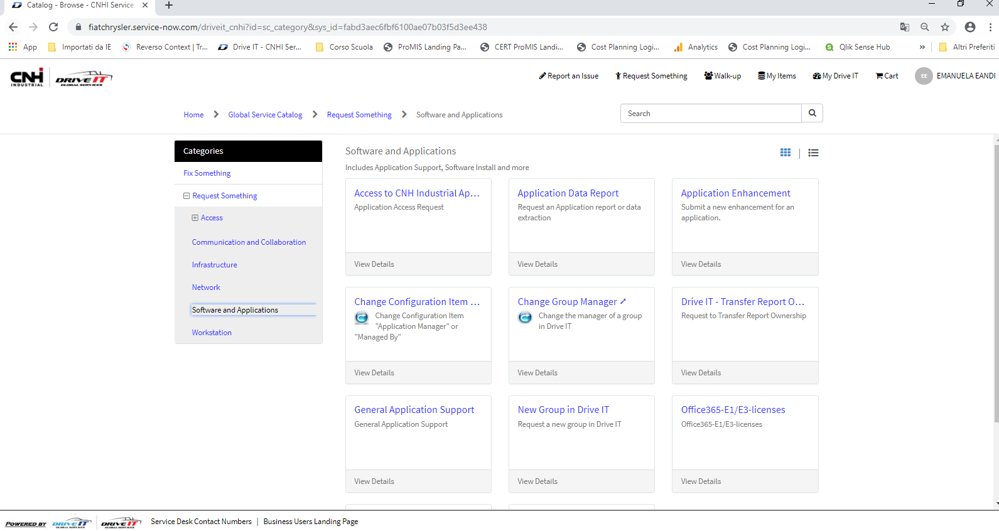 Catalog - Browse - CNHI Service
fiatchrysler.service-now.com/driveit_cnhi?id=sc_category&sys_id=fabd3aec6fbf6100ae07b03f5d3ee438
App
Importati da IE
Reverso Context | Tr...
Drive IT - CNHI Ser...
Corso Scuola
ProMIS Landing Pa...
CERT ProMIS Landi...
Cost Planning Logi...
Analytics
Cost Planning Logi...
Qlik Sense Hub
»
Altri Preferiti
CNH INDUSTRIAL
DRIVE IT GLOBAL SERVICES
Report an Issue
Request Something
Walk-up
My Items
My Drive IT
Cart
EE
EMANUELA EANDI
Home
Global Service Catalog
Request Something
Software and Applications
Search
Categories
Fix Something
Request Something
Access
Communication and Collaboration
Infrastructure
Network
Software and Applications
Workstation
Software and Applications
Includes Application Support, Software Install and more
Access to CNH Industrial Ap...
Application Access Request
View Details
Application Data Report
Request an Application report or data
extraction
View Details
Application Enhancement
Submit a new enhancement for an
application.
View Details
Change Configuration Item ...
Change Configuration Item
"Application Manager" or
"Managed By"
View Details
Change Group Manager
Change the manager of a group
in Drive IT
View Details
Drive IT - Transfer Report O...
Request to Transfer Report Ownership
View Details
General Application Support
General Application Support
View Details
New Group in Drive IT
Request a new group in Drive IT
View Details
Office365-E1/E3-licenses
Office365-E1/E3-licenses
View Details
POWERED BY
DRIVE IT GLOBAL SERVICES
DRIVE IT GLOBAL SERVICES
Service Desk Contact Numbers | Business Users Landing Page